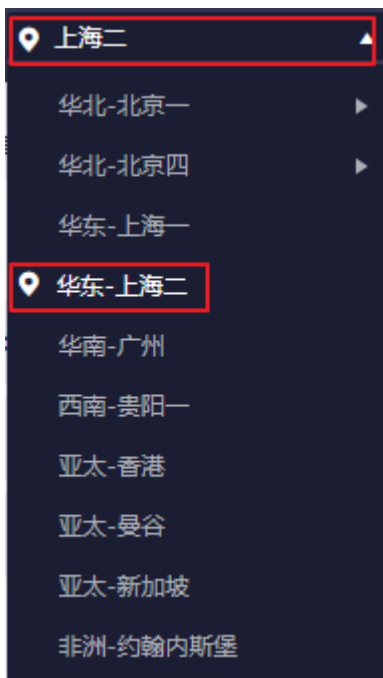 上海二
华北-北京一
华北-北京四
华东-上海一
华东-上海二
华南-广州
西南-贵阳一
亚太-香港
亚太-曼谷
亚太-新加坡
非洲-约翰内斯堡